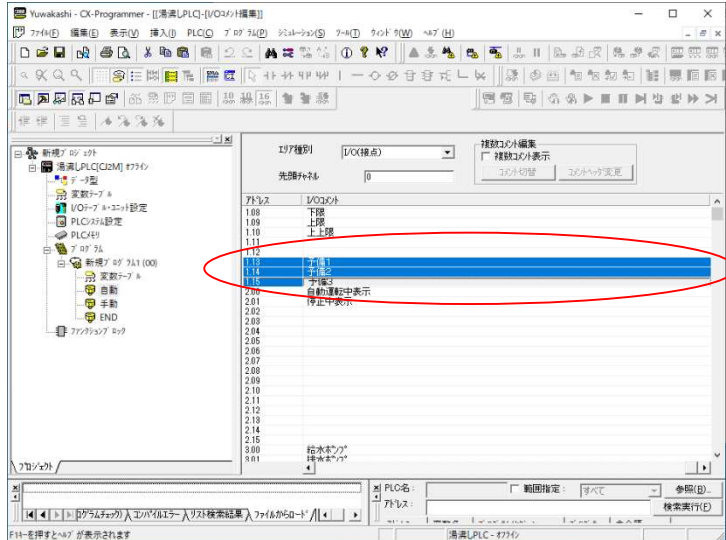 Yuwakashi - CX-Programmer - [[湯沸しPLC]-[I/Oｺﾒﾝﾄ編集]]
ﾌｧｲﾙ(F) 編集(E) 表示(V) 挿入(I) PLC(C) ﾌﾟﾛｸﾞﾗﾑ(P) ｼﾐｭﾚｰｼｮﾝ(S) ﾂｰﾙ(T) ｳｨﾝﾄﾞｳ(W) ﾍﾙﾌﾟ(H)
10 16
新規ﾌﾟﾛｼﾞｪｸﾄ
湯沸しPLC[CJ2M] ｵﾌﾗｲﾝ
ﾃﾞｰﾀ型
変数ﾃｰﾌﾞﾙ
I/Oﾃｰﾌﾞﾙ･ﾕﾆｯﾄ設定
PLCｼｽﾃﾑ設定
PLCﾒﾓﾘ
ﾌﾟﾛｸﾞﾗﾑ
新規ﾌﾟﾛｸﾞﾗﾑ1 (00)
変数ﾃｰﾌﾞﾙ
自動
手動
END
ﾌｧﾝｸｼｮﾝﾌﾞﾛｯｸ
ﾌﾟﾛｼﾞｪｸﾄ
ｴﾘｱ種別 I/O(接点)
先頭ﾁｬﾈﾙ 0
複数ｺﾒﾝﾄ編集
複数ｺﾒﾝﾄ表示
ｺﾒﾝﾄ切替 ｺﾒﾝﾄﾍｯﾀﾞ変更
ｱﾄﾞﾚｽ I/Oｺﾒﾝﾄ
1.08 下限
1.09 上限
1.10 上上限
1.11
1.12
1.13 予備1
1.14 予備2
1.15 予備3
2.00 自動運転中表示
2.01 停止中表示
2.02
2.03
2.04
2.05
2.06
2.07
2.08
2.09
2.10
2.11
2.12
2.13
2.14
2.15
3.00 給水ﾎﾟﾝﾌﾟ
3.01 排水ﾎﾟﾝﾌﾟ
ﾛｸﾞﾗﾑﾁｪｯｸ) ｺﾝﾊﾟｲﾙｴﾗｰ ﾘｽﾄ検索結果 ﾌｧｲﾙからﾛｰﾄﾞ
PLC名: 範囲指定: すべて 参照(B)...
ｱﾄﾞﾚｽ: 検索実行(F)
F1ｷｰを押すとﾍﾙﾌﾟが表示されます
湯沸しPLC - ｵﾌﾗｲﾝ